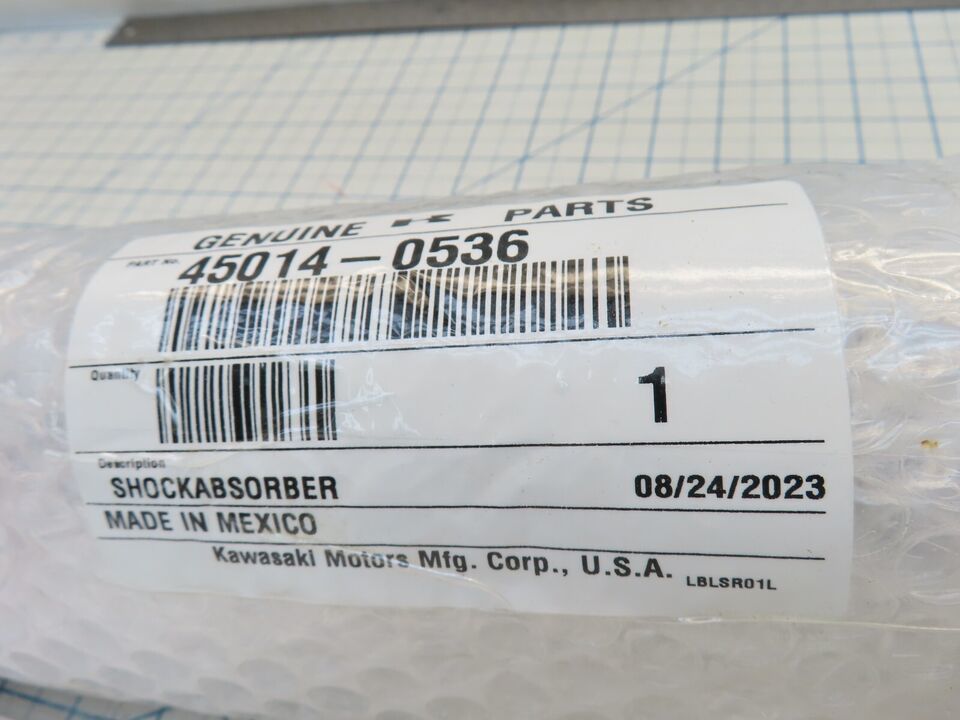 GENUINE PARTS
PART No. 45014-0536
Quantity 1
Description
SHOCKABSORBER 08/24/2023
MADE IN MEXICO
Kawasaki Motors Mfg. Corp., U.S.A. LBLSR01L